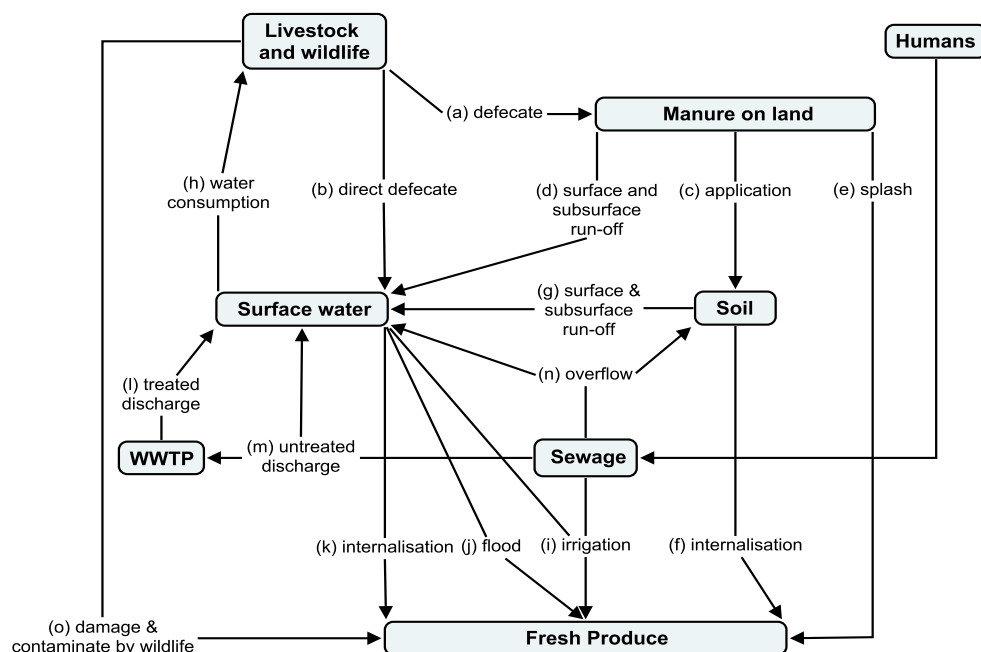 Livestock
and wildlife
Humans
(a) defecate
Manure on land
(h) water
consumption
(b) direct defecate
(d) surface and
subsurface
run-off
(c) application
(e) splash
Surface water
(g) surface &
subsurface
run-off
Soil
(l) treated
discharge
(n) overflow
WWTP
(m) untreated
discharge
Sewage
(k) internalisation
(j) flood
(i) irrigation
(f) internalisation
(o) damage &
contaminate by wildlife
Fresh Produce